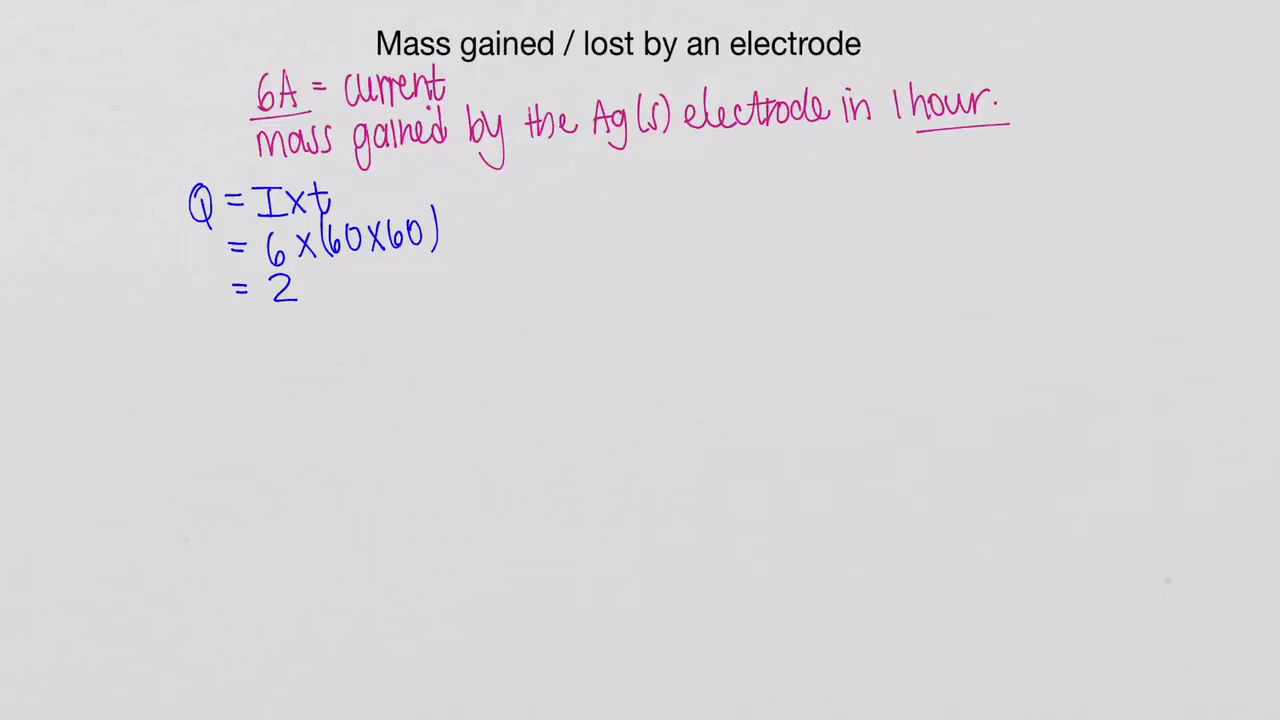 Mass gained / lost by an electrode
6A = current
mass gained by the Ag(s) electrode in 1 hour.
Q = I x t
= 6 x (60 x 60)
= 2